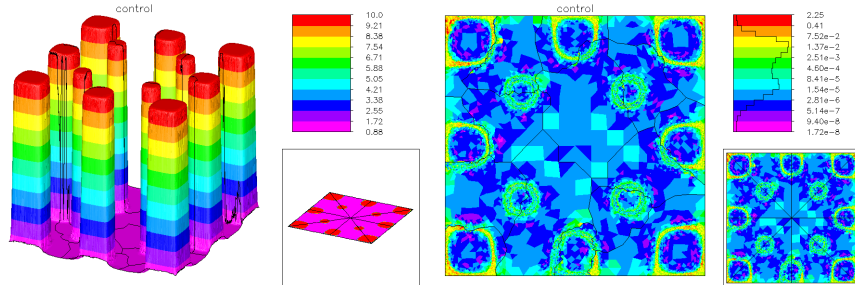 control
10.0
9.21
8.38
7.54
6.71
5.88
5.05
4.21
3.38
2.55
1.72
0.88
control
2.25
0.41
7.52e-2
1.37e-2
2.51e-3
4.60e-4
8.41e-5
1.54e-5
2.81e-6
5.14e-7
9.40e-8
1.72e-8